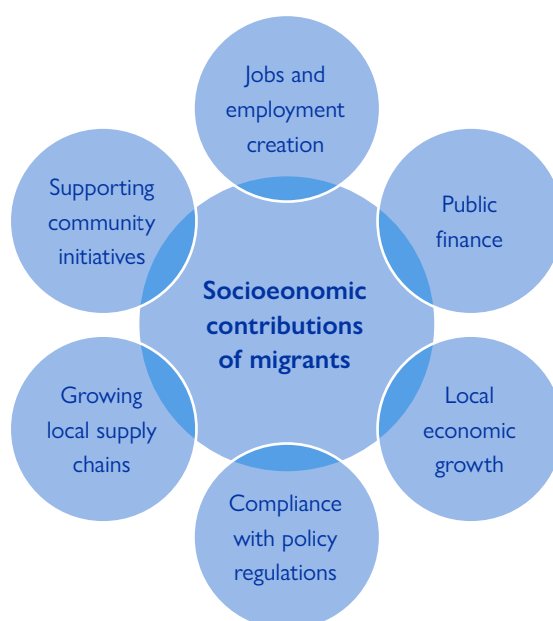 Jobs and
employment
creation
Public
finance
Local
economic
growth
Compliance
with policy
regulations
Growing
local supply
chains
Supporting
community
initiatives
Socioeconomic
contributions
of migrants